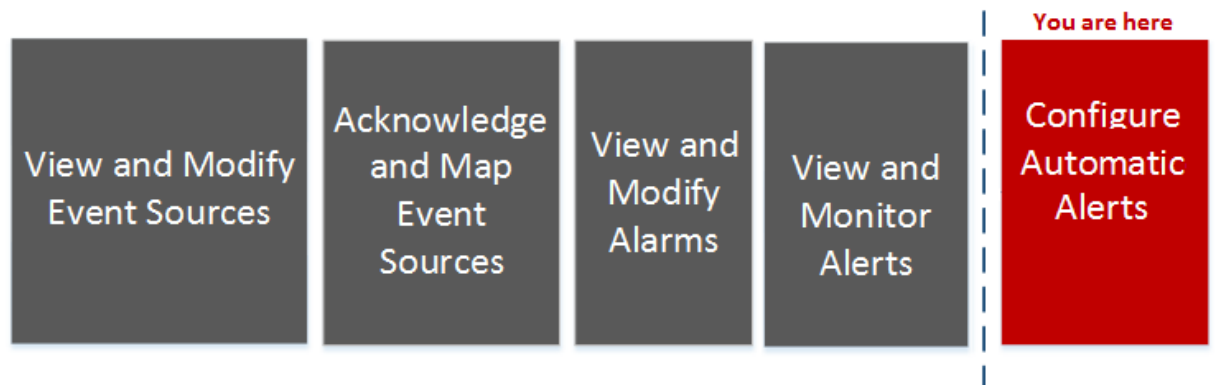 You are here
View and Modify
Event Sources
Acknowledge
and Map
Event
Sources
View and
Modify
Alarms
View and
Monitor
Alerts
Configure
Automatic
Alerts